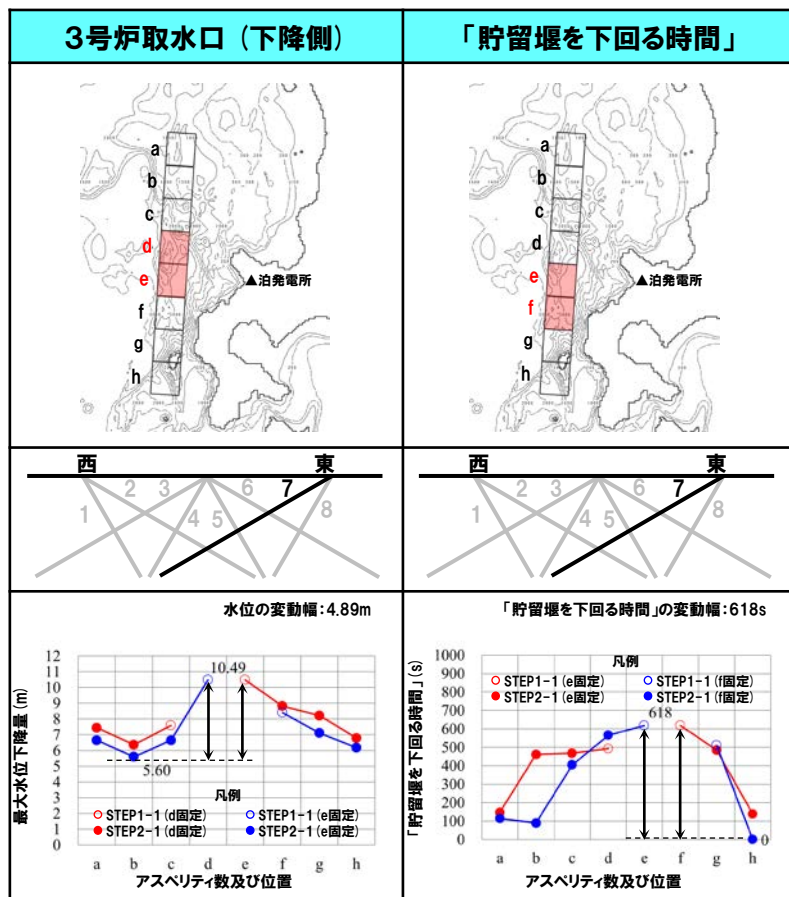 3号炉取水口（下降側）
「貯留堰を下回る時間」
a
b
c
d
e
f
g
h
▲泊発電所
a
b
c
d
e
f
g
h
▲泊発電所
西 東
1 2 3 4 5 6 7 8
西 東
1 2 3 4 5 6 7 8
水位の変動幅：4.89m
最大水位下降量（m）
12
11
10
9
8
7
6
5
4
3
2
1
0
10.49
5.60
凡例
STEP1-1（d固定） STEP1-1（e固定）
STEP2-1（d固定） STEP2-1（e固定）
a b c d e f g h
アスペリティ数及び位置
「貯留堰を下回る時間」の変動幅：618s
「貯留堰を下回る時間」（s）
1000
900
800
700
600
500
400
300
200
100
0
凡例
STEP1-1（e固定） STEP1-1（f固定）
STEP2-1（e固定） STEP2-1（f固定）
618
0
a b c d e f g h
アスペリティ数及び位置